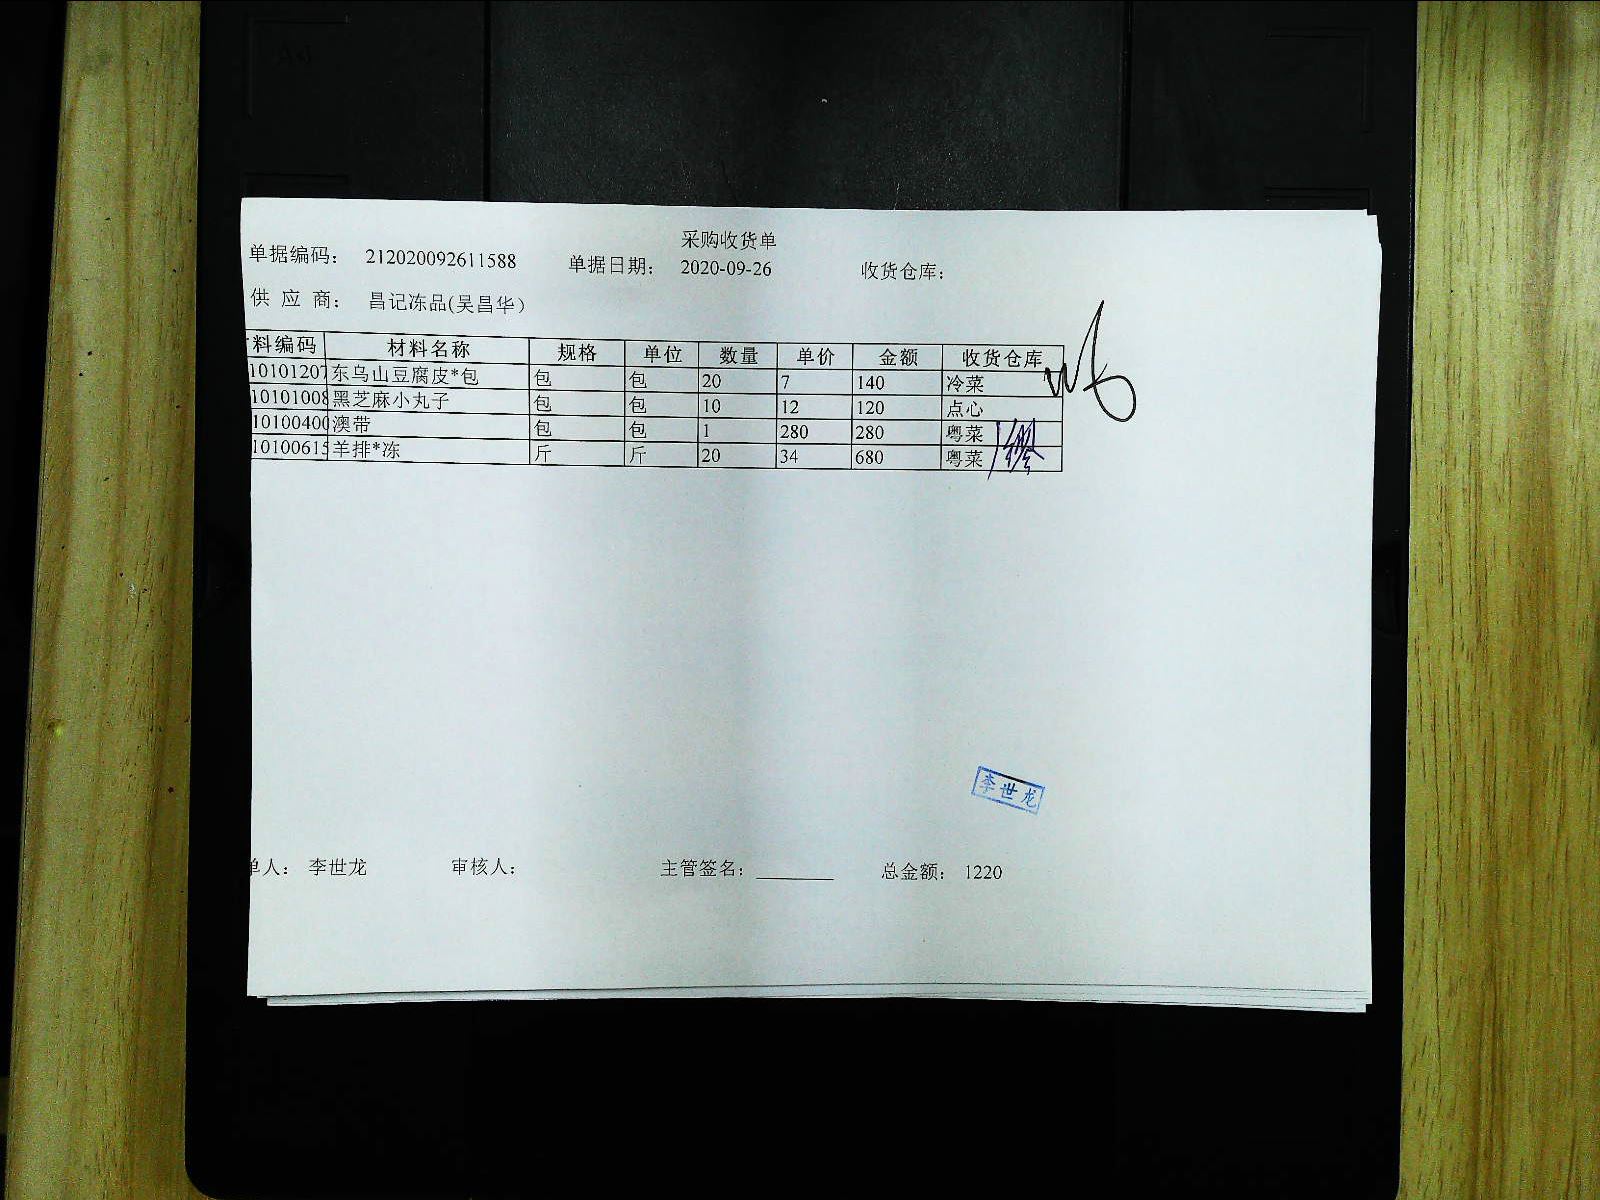 采购收货单
单据编码: 212020092611588 单据日期: 2020-09-26 收货仓库:
供 应 商: 昌记冻品(吴昌华)
料编码 材料名称 规格 单位 数量 单价 金额 收货仓库
10101207 东乌山豆腐皮*包 包 包 20 7 140 冷菜
10101008 黑芝麻小丸子 包 包 10 12 120 点心
10100400 澳带 包 包 1 280 280 粤菜
10100615 羊排*冻 斤 斤 20 34 680 粤菜
李世龙
单人: 李世龙 审核人: 主管签名: 总金额: 1220